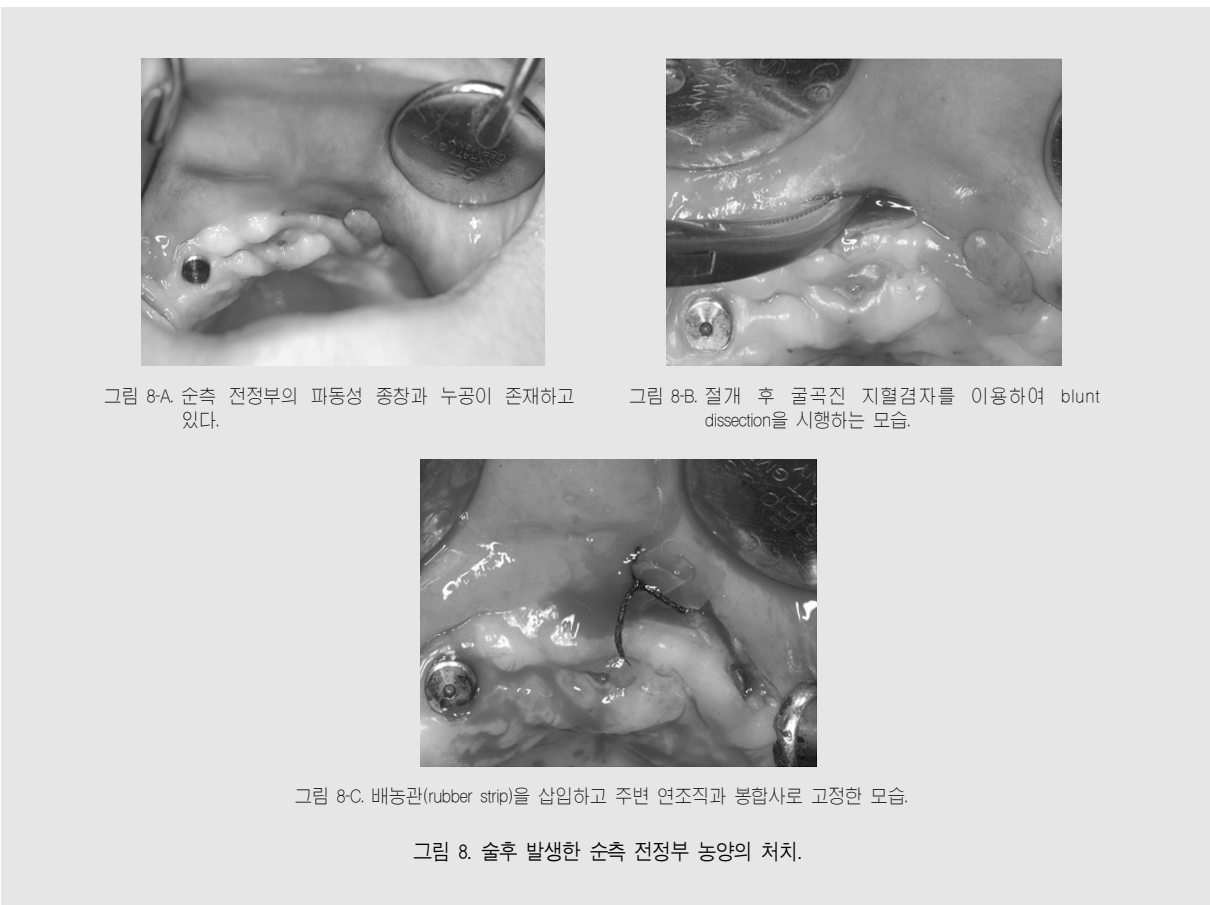 그림 8-A. 순측 전정부의 파동성 종창과 누공이 존재하고
있다.
그림 8-B. 절개 후 굴곡진 지혈겸자를 이용하여 blunt
dissection을 시행하는 모습.
그림 8-C. 배농관(rubber strip)을 삽입하고 주변 연조직과 봉합사로 고정한 모습.
그림 8. 술후 발생한 순측 전정부 농양의 처치.